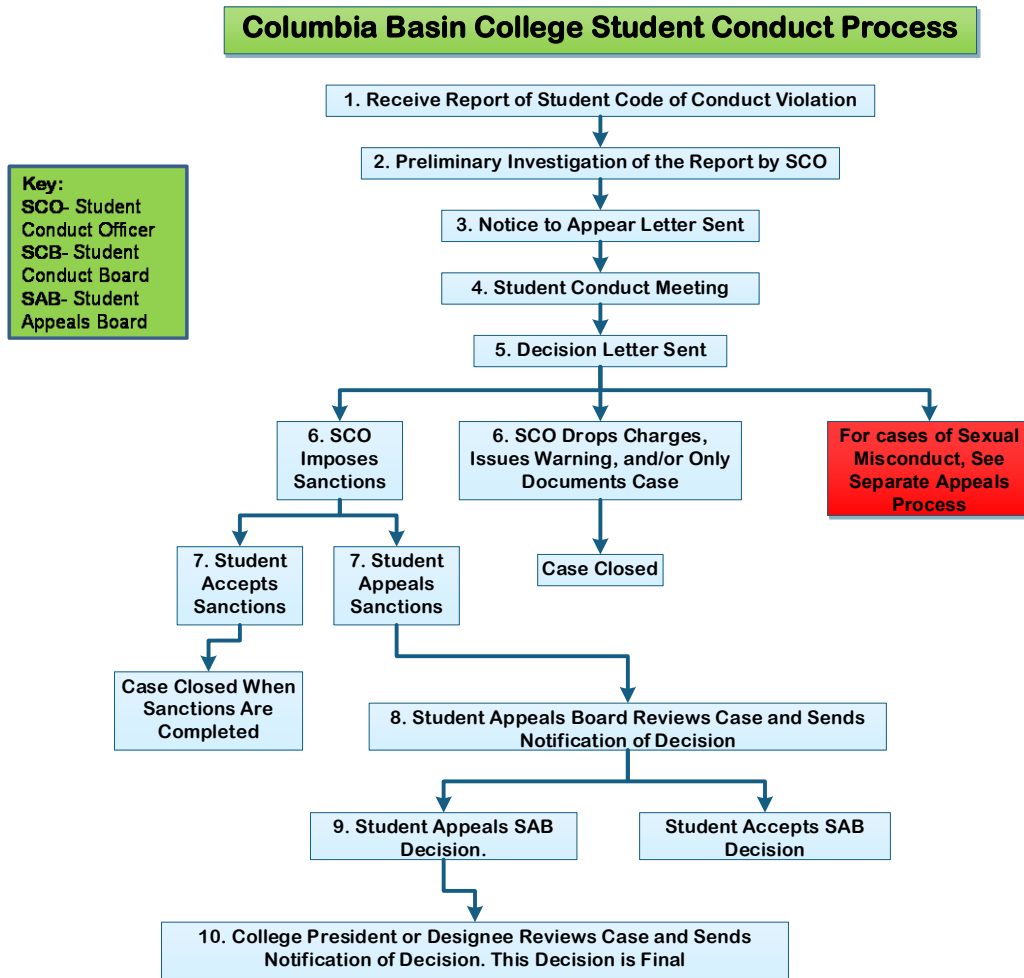 Columbia Basin College Student Conduct Process
1. Receive Report of Student Code of Conduct Violation
2. Preliminary Investigation of the Report by SCO
Key:
SCO- Student
Conduct Officer
SCB- Student
Conduct Board
SAB- Student
Appeals Board
3. Notice to Appear Letter Sent
4. Student Conduct Meeting
5. Decision Letter Sent
6. SCO
Imposes
Sanctions
6. SCO Drops Charges,
Issues Warning, and/or Only
Documents Case
For cases of Sexual
Misconduct, See
Separate Appeals
Process
7. Student
Accepts
Sanctions
7. Student
Appeals
Sanctions
Case Closed
Case Closed When
Sanctions Are
Completed
8. Student Appeals Board Reviews Case and Sends
Notification of Decision
9. Student Appeals SAB
Decision.
Student Accepts SAB
Decision
10. College President or Designee Reviews Case and Sends
Notification of Decision. This Decision is Final